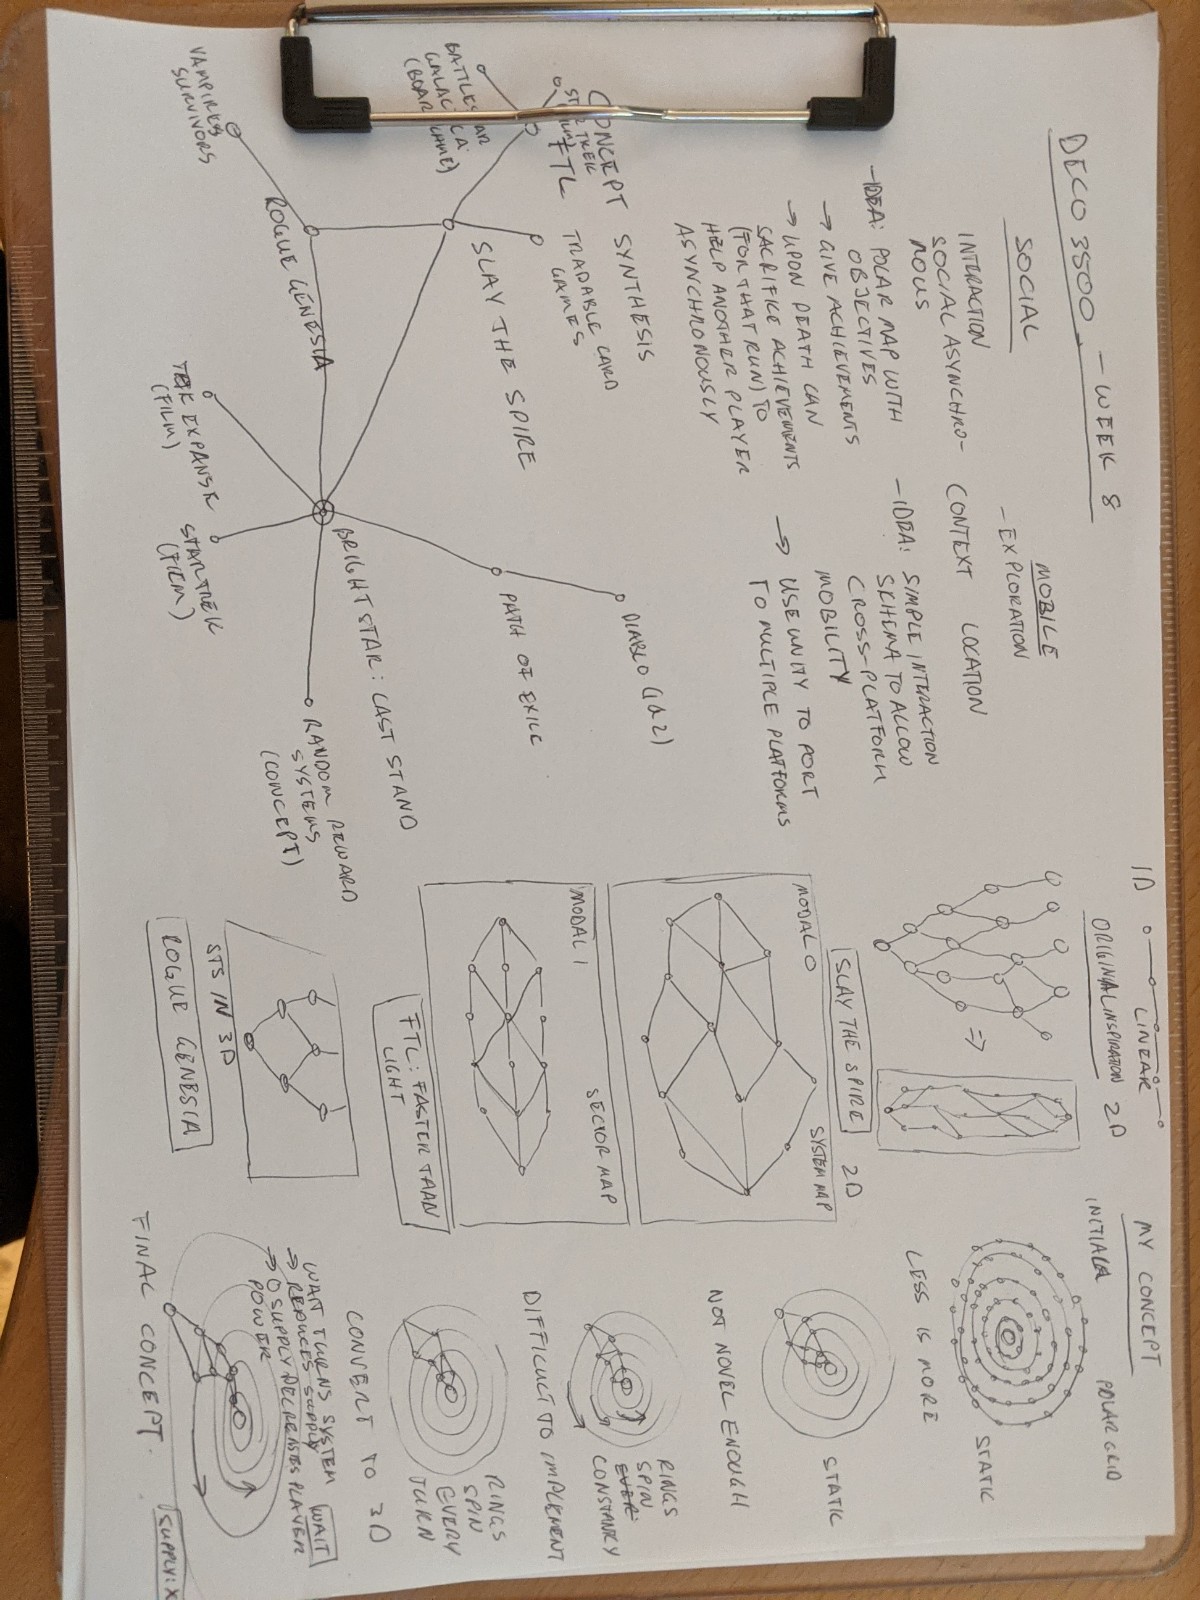 DECO 3500 - WEEK 8
SOCIAL
INTERACTION
SOCIAL ASYNCHRO-
NOUS
- IDEA: POLAR MAP WITH
OBJECTIVES
→ GIVE ACHIEVEMENTS
→ UPON DEATH CAN
SACRIFICE ACHIEVEMENTS
(FOR THAT RUN) TO
HELP ANOTHER PLAYER
ASYNCHRONOUSLY
MOBILE
- EXPLORATION
CONTEXT LOCATION
- IDEA: SIMPLE INTERACTION
SCHEMA TO ALLOW
CROSS-PLATFORM
MOBILITY
→ USE UNITY TO PORT
TO MULTIPLE PLATFORMS
CONCEPT SYNTHESIS
STAR TREK
(FILM)
FTL
TRADABLE CARD
GAMES
SLAY THE SPIRE
BATTLESTAR
GALACTICA
(BOARD GAME)
ROGUE GENESIA
VAMPIRE
SURVIVORS
DIABLO (1&2)
PATH OF EXILE
BRIGHTSTAR: LAST STAND
RANDOM REWARD
SYSTEMS
(CONCEPT)
EXPANSE
(FILM)
STARTREK
(FILM)
1D LINEAR
ORIGINAL INSPIRATION 2D
=>
SLAY THE SPIRE 2D
MODAL 0 SYSTEM MAP
MODAL 1 SECTOR MAP
FTL: FASTER THAN
LIGHT
STS IN 3D
ROGUE GENESIA
MY CONCEPT
INITIAL POLAR GRID
STATIC
LESS IS MORE
STATIC
NOT NOVEL ENOUGH
RINGS
SPIN
EVER
CONSTANLY
DIFFICULT TO IMPLEMENT
RINGS
SPIN
EVERY
TURN
CONVERT TO 3D
WAIT TURNS SYSTEM
→ REDUCES SUPPLY
WAIT
→ 0 SUPPLY DECREASES PLAYER
POWER
SUPPLY: X
FINAL CONCEPT.